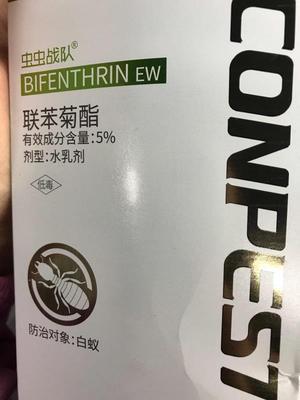 虫虫战队®
BIFENTHRIN EW
联苯菊酯
有效成分含量:5%
剂型:水乳剂
低毒
防治对象:白蚁
CONPEST